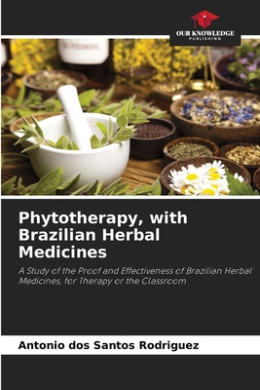 OUR KNOWLEDGE
PUBLISHING
Phytotherapy, with
Brazilian Herbal
Medicines
A Study of the Proof and Effectiveness of Brazilian Herbal
Medicines, for Therapy or the Classroom
Antonio dos Santos Rodriguez